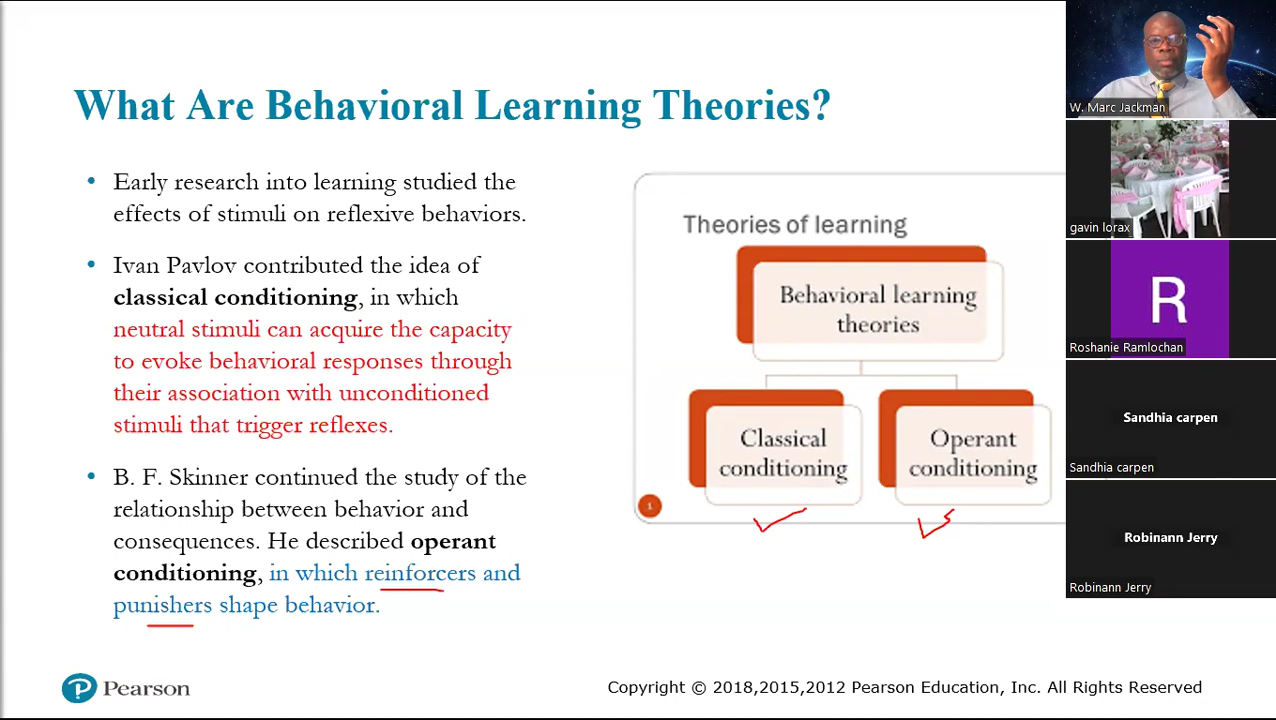 What Are Behavioral Learning Theories?
• Early research into learning studied the
effects of stimuli on reflexive behaviors.
• Ivan Pavlov contributed the idea of
classical conditioning, in which
neutral stimuli can acquire the capacity
to evoke behavioral responses through
their association with unconditioned
stimuli that trigger reflexes.
• B. F. Skinner continued the study of the
relationship between behavior and
consequences. He described operant
conditioning, in which reinforcers and
punishers shape behavior.
Theories of learning
Behavioral learning
theories
Classical
conditioning
Operant
conditioning
1
Pearson
Copyright © 2018,2015,2012 Pearson Education, Inc. All Rights Reserved
W. Marc Jackman
gavin lorax
R
Roshanie Ramlochan
Sandhia carpen
Sandhia carpen
Robinann Jerry
Robinann Jerry